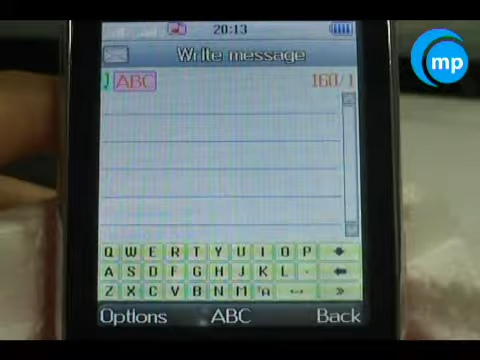 20:13
mp
Write message
ABC 160/1
Q W E R T Y U I O P
A S D F G H J K L .
Z X C V B N M »
Options ABC Back